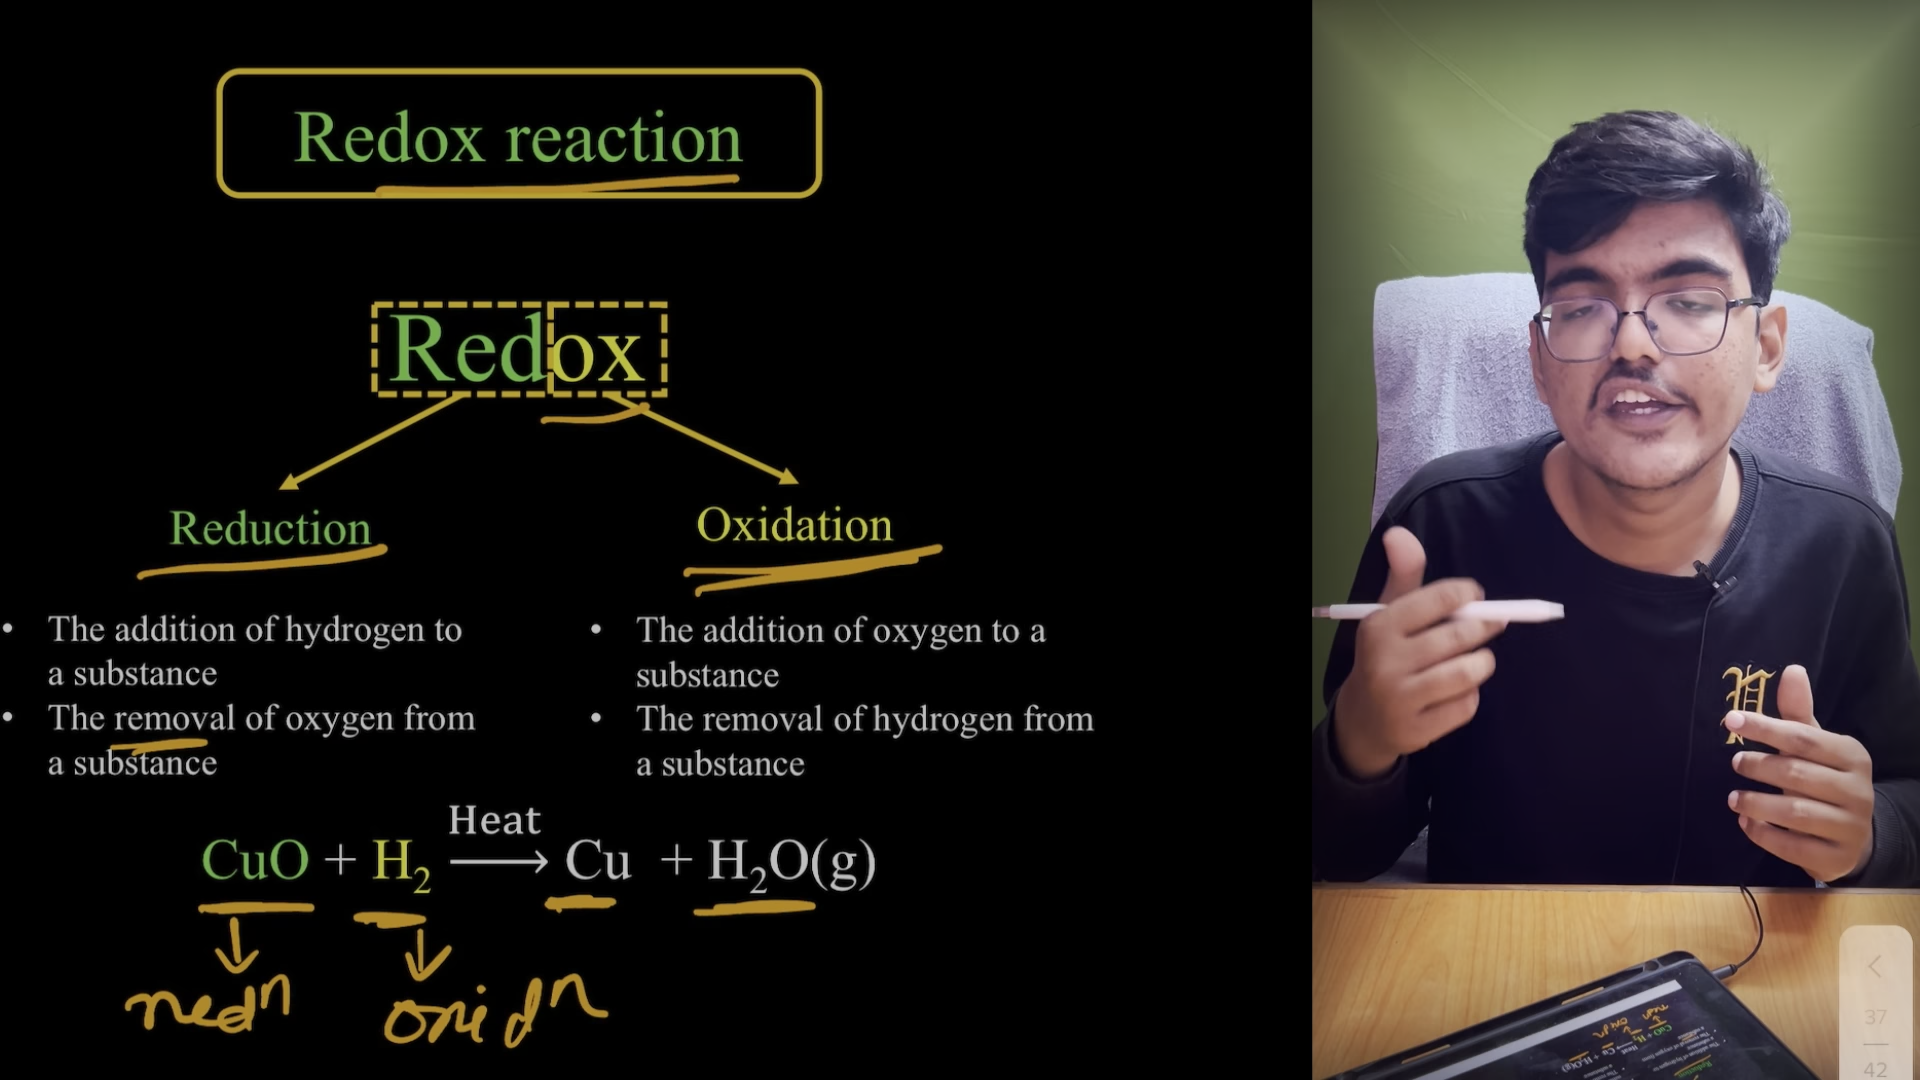 Redox reaction
Redox
Reduction
Oxidation
• The addition of hydrogen to
a substance
• The removal of oxygen from
a substance
• The addition of oxygen to a
substance
• The removal of hydrogen from
a substance
Heat
CuO + H₂ ⟶ Cu + H₂O(g)
redⁿ
oxidⁿ
37
42